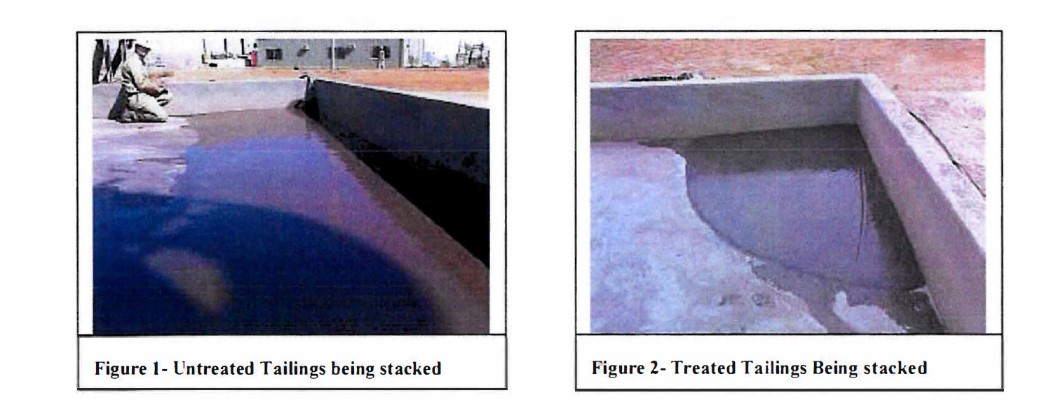 Figure 1- Untreated Tailings being stacked
Figure 2- Treated Tailings Being stacked